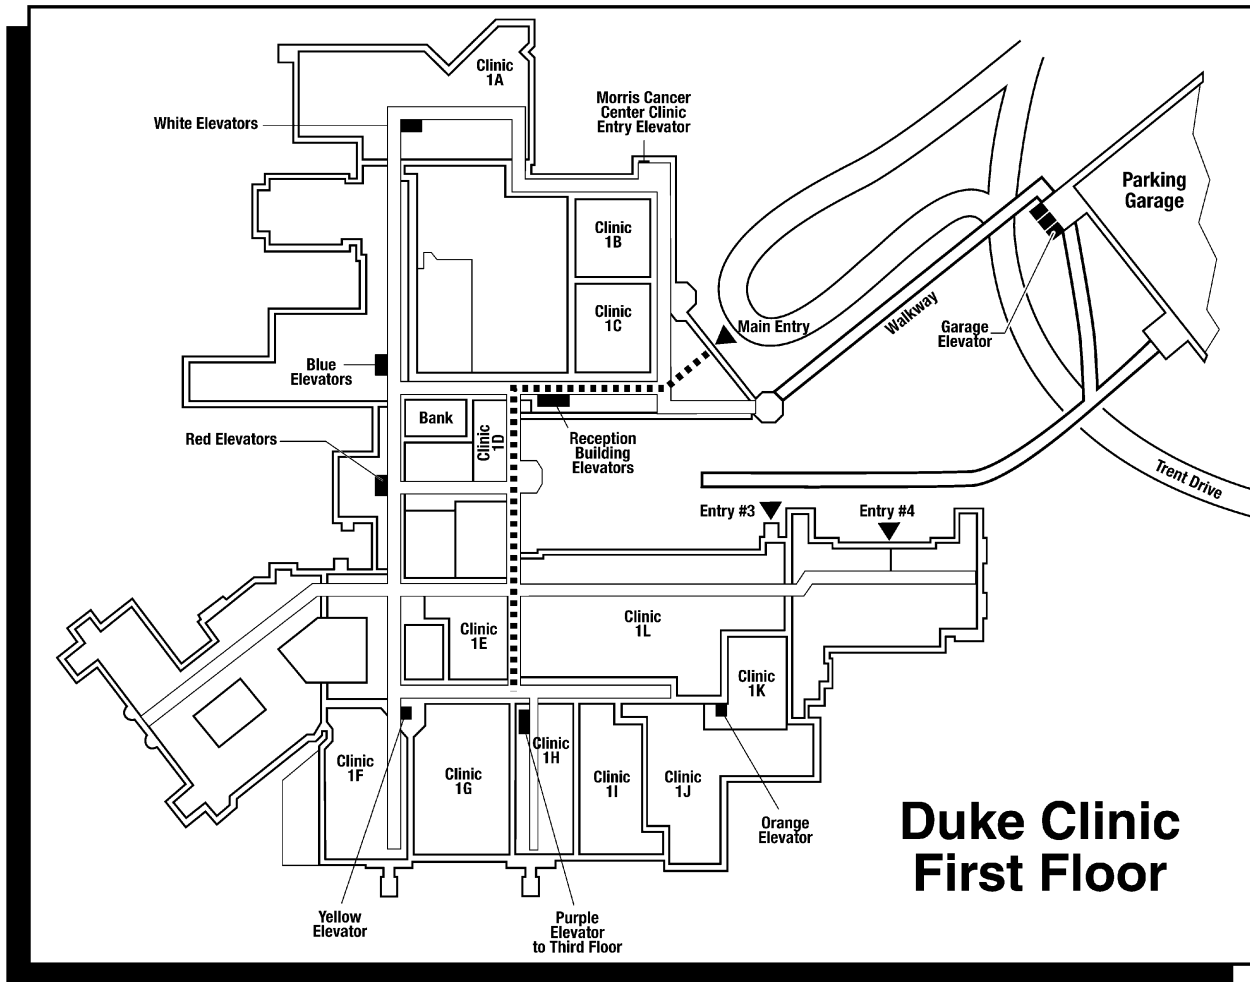 Clinic
1A
White Elevators
Morris Cancer
Center Clinic
Entry Elevator
Parking
Garage
Clinic
1B
Clinic
1C
Main Entry
Walkway
Garage
Elevator
Blue
Elevators
Bank
Clinic
1D
Red Elevators
Reception
Building
Elevators
Trent Drive
Entry #3
Entry #4
Clinic
1E
Clinic
1L
Clinic
1K
Clinic
1F
Clinic
1G
Clinic
1H
Clinic
1I
Clinic
1J
Orange
Elevator
Duke Clinic
First Floor
Yellow
Elevator
Purple
Elevator
to Third Floor